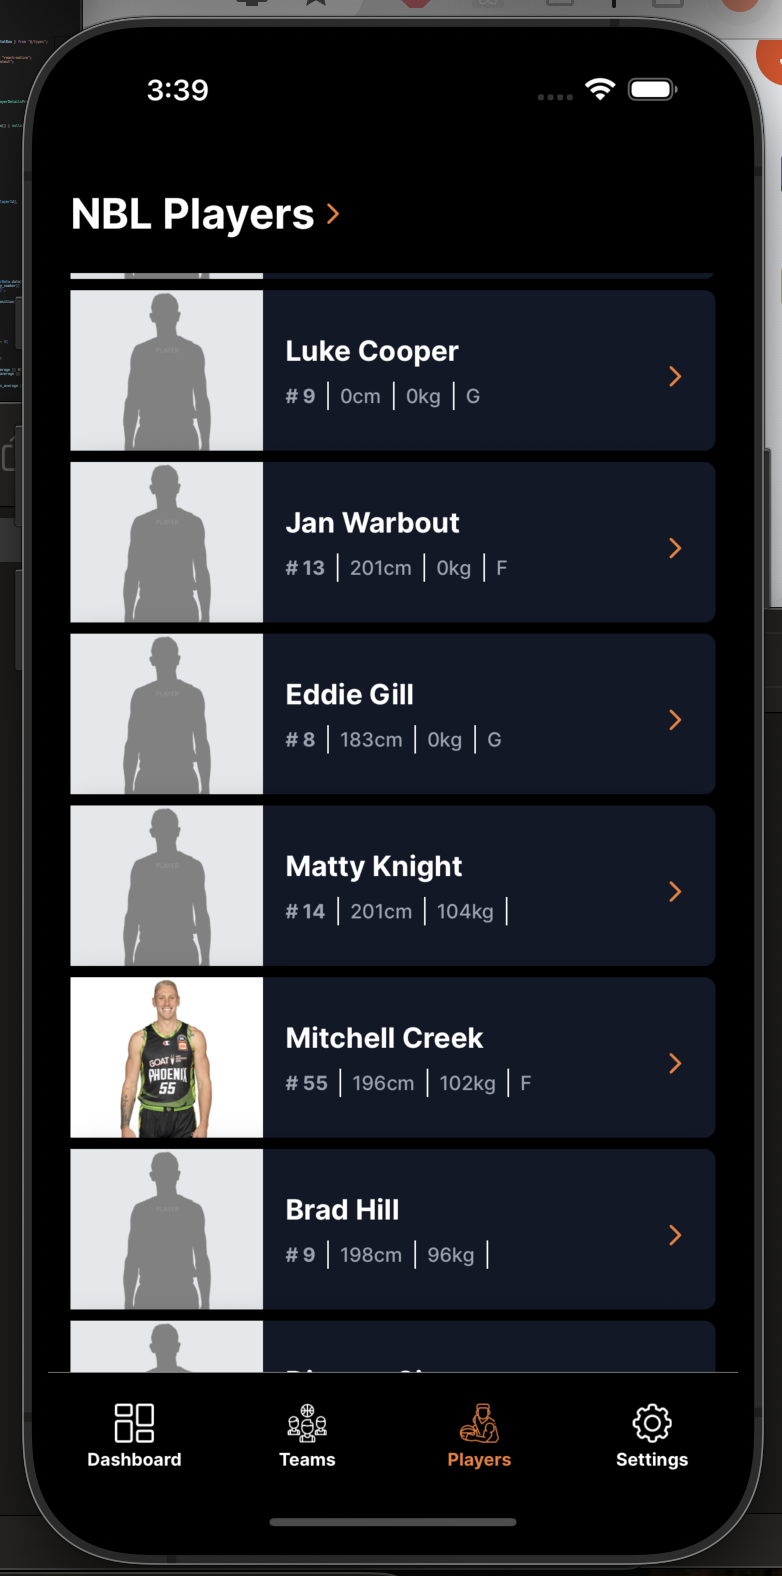 3:39
NBL Players
Luke Cooper
# 9 | 0cm | 0kg | G
Jan Warbout
# 13 | 201cm | 0kg | F
Eddie Gill
# 8 | 183cm | 0kg | G
Matty Knight
# 14 | 201cm | 104kg |
GOAT
PHOENIX
55
Mitchell Creek
# 55 | 196cm | 102kg | F
Brad Hill
# 9 | 198cm | 96kg |
Dashboard
Teams
Players
Settings